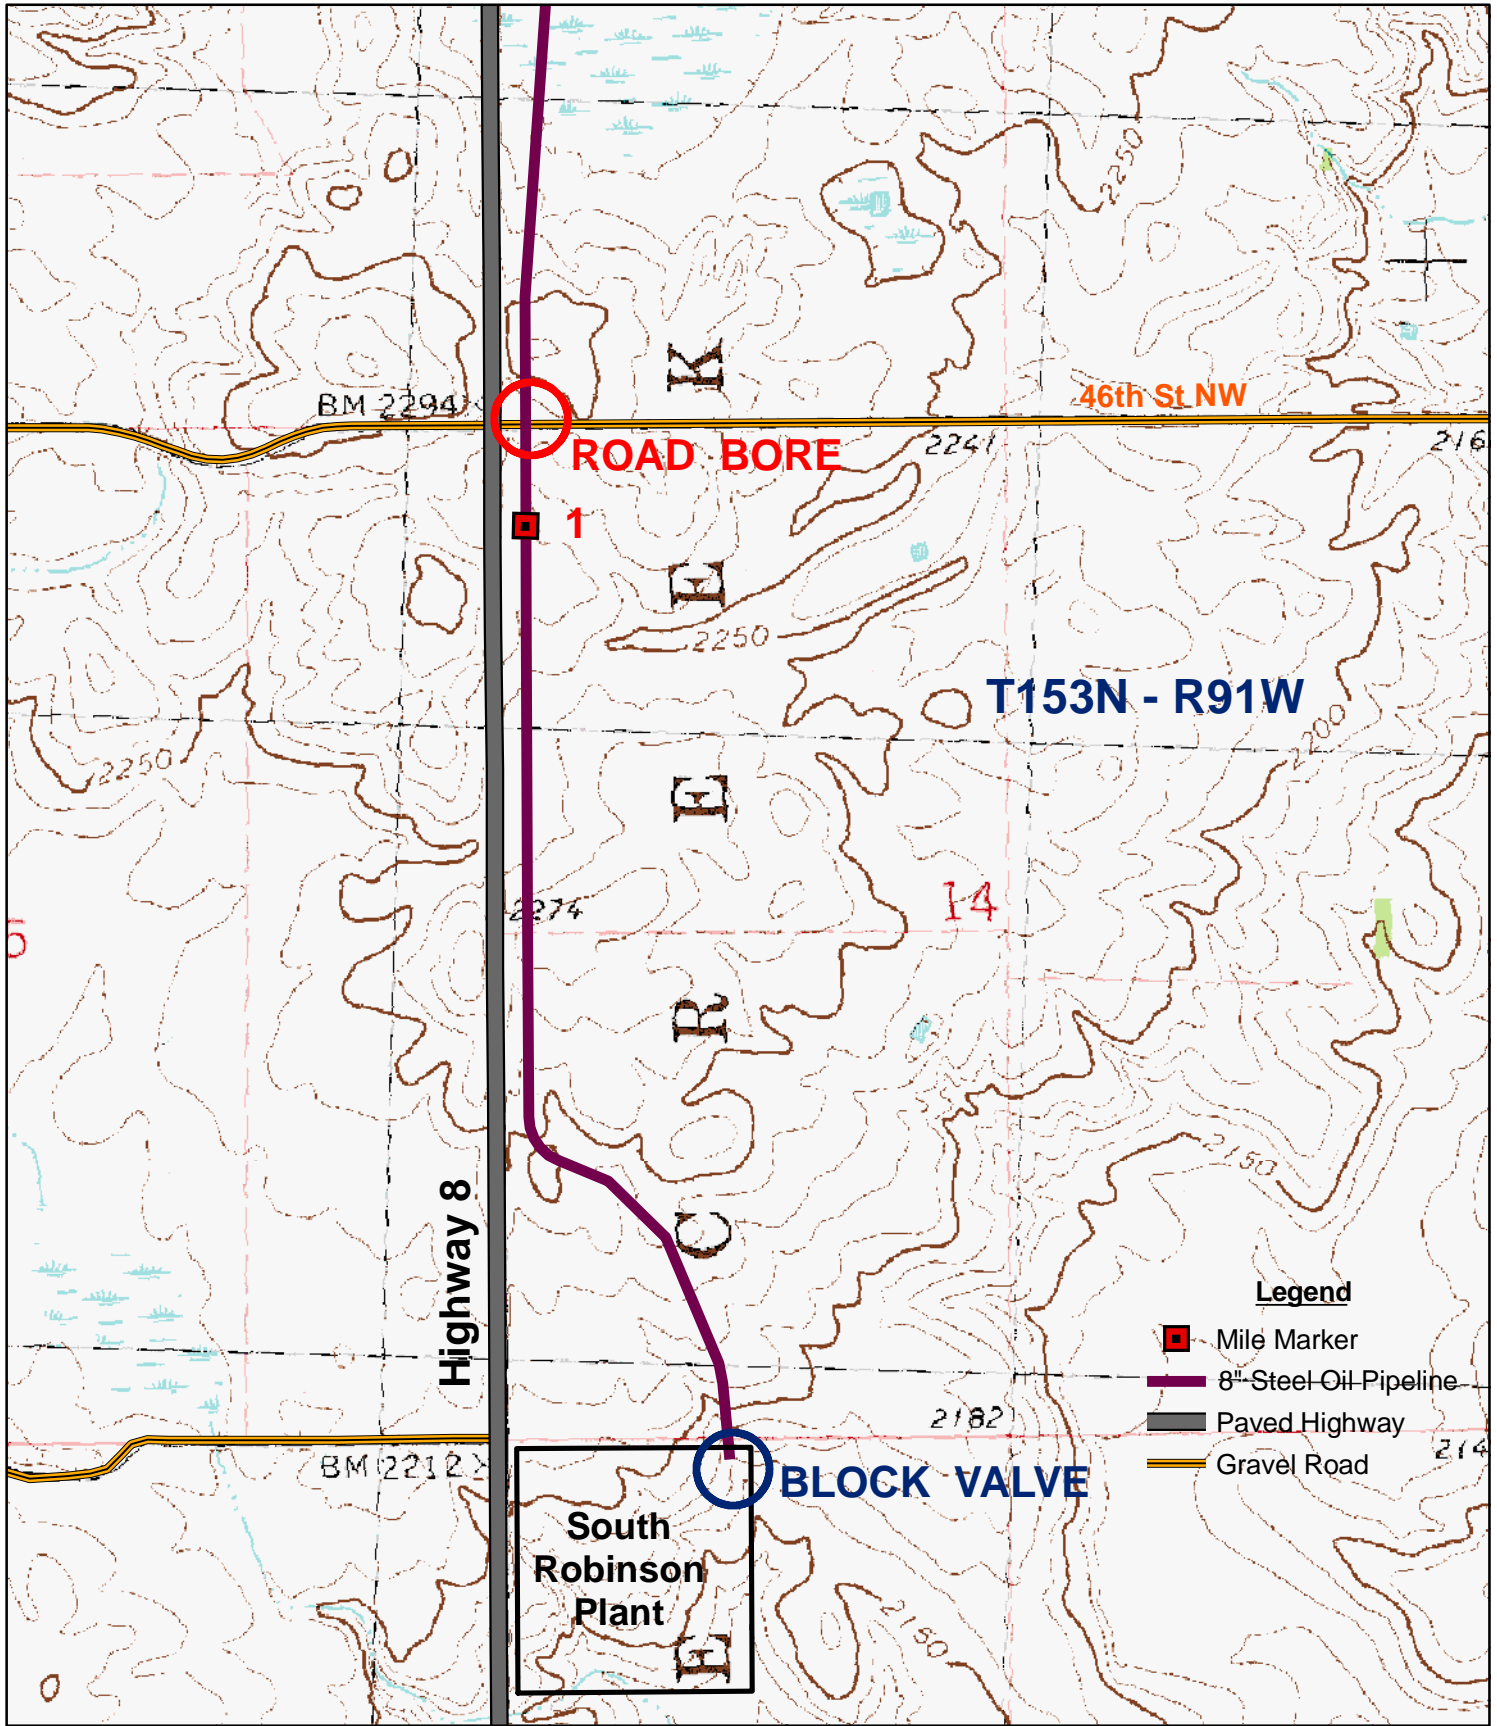 2250
K
46th St NW
BM 2294
ROAD BORE
2241
216
1
E
2250
T153N - R91W
2200
2250
E
14
2274
5
R
2150
Highway 8
C
Legend
Mile Marker
8" Steel Oil Pipeline
Paved Highway
Gravel Road
2182
214
BM 2212
BLOCK VALVE
South
Robinson
Plant
2150
E